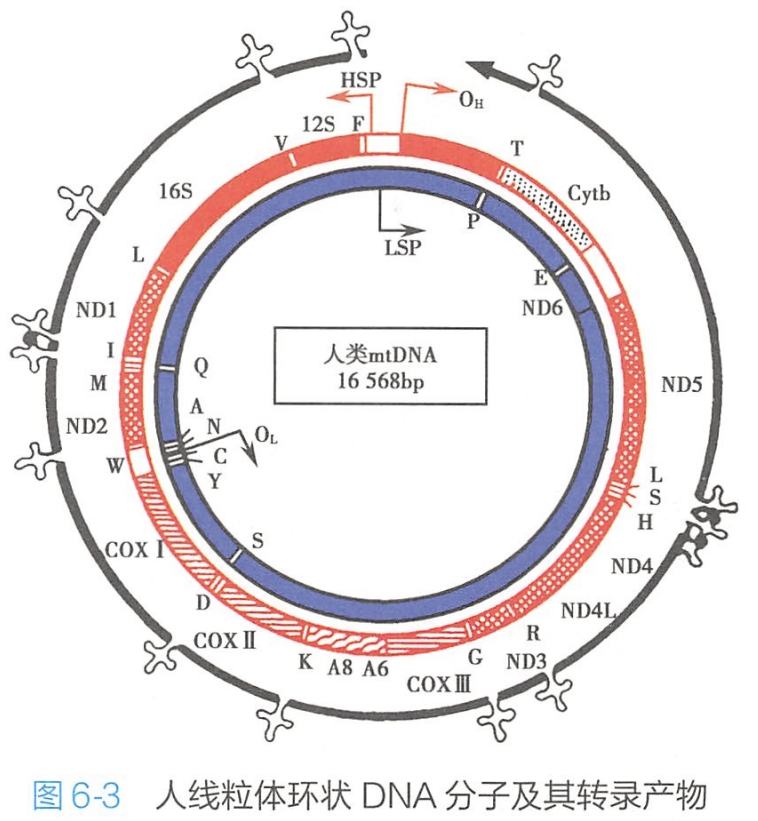 HSP
O_H
12S
F
V
T
16S
Cytb
P
LSP
L
E
ND6
ND1
人类mtDNA
16 568bp
I
Q
M
ND5
A
ND2
N
O_L
C
W
Y
L
S
H
COX Ⅰ
S
ND4
D
ND4L
COX Ⅱ
R
K
A8
A6
G
ND3
COX Ⅲ
图 6-3 人线粒体环状 DNA 分子及其转录产物